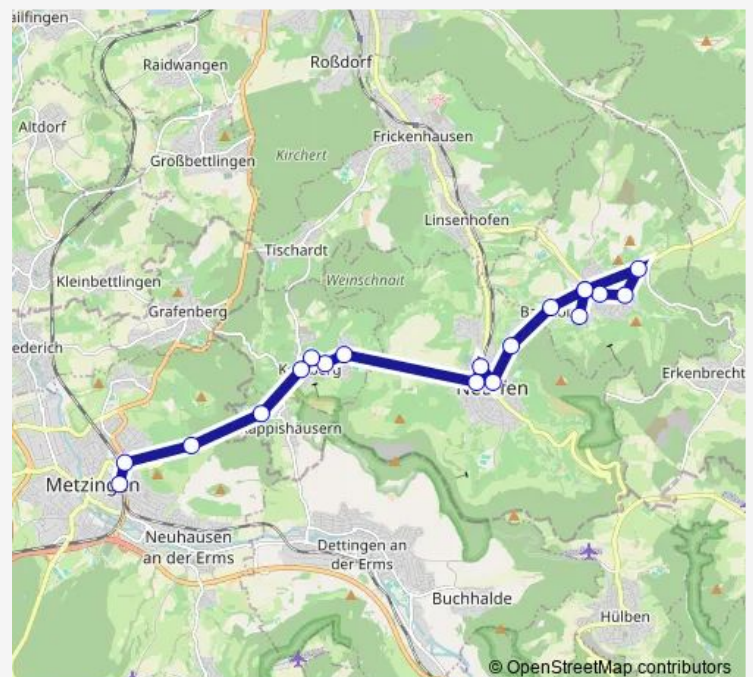 ailfingen
Raidwangen
Roßdorf
Altdorf
Frickenhausen
Großbettlingen
Kirchert
Linsenhofen
Tischardt
Weinschnait
Kleinbettlingen
Grafenberg
ederich
Erkenbrecht
Metzingen
Neuhausen
an der Erms
Dettingen an
der Erms
Buchhalde
Hülben
© OpenStreetMap contributors